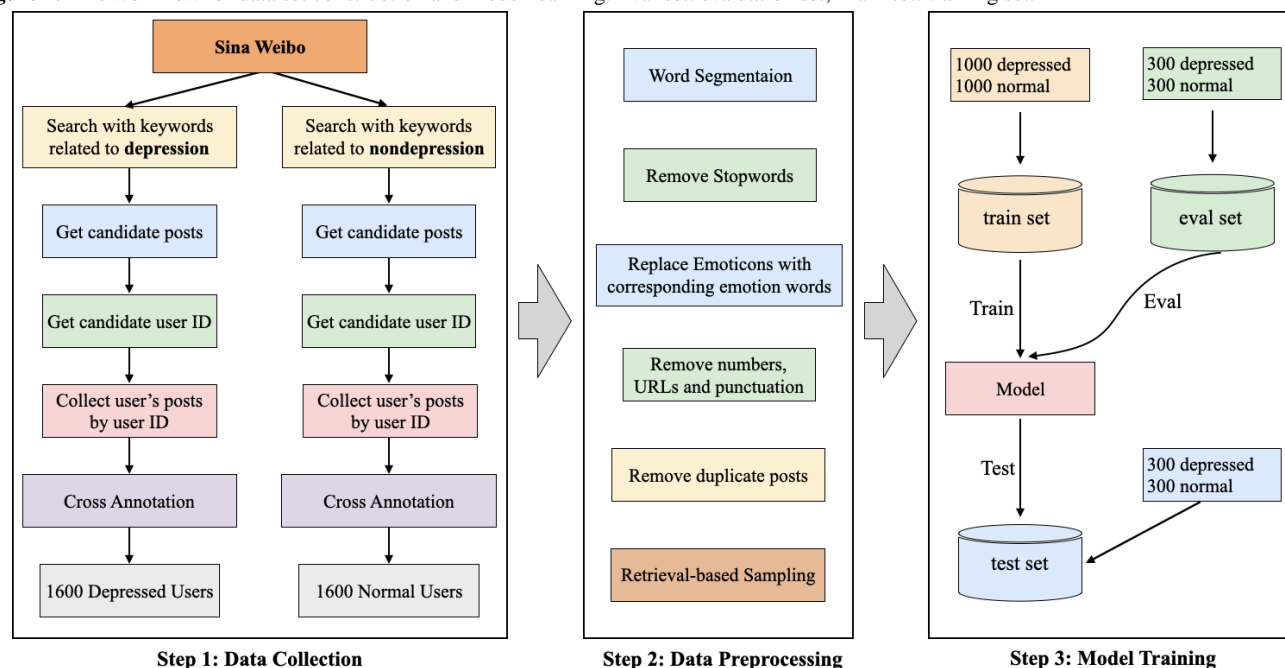 Sina Weibo
Search with keywords
related to depression
Search with keywords
related to nondepression
Get candidate posts
Get candidate posts
Get candidate user ID
Get candidate user ID
Collect user's posts
by user ID
Collect user's posts
by user ID
Cross Annotation
Cross Annotation
1600 Depressed Users
1600 Normal Users
Step 1: Data Collection
Word Segmentaion
Remove Stopwords
Replace Emoticons with
corresponding emotion words
Remove numbers,
URLs and punctuation
Remove duplicate posts
Retrieval-based Sampling
Step 2: Data Preprocessing
1000 depressed
1000 normal
300 depressed
300 normal
train set
eval set
Train
Eval
Model
Test
300 depressed
300 normal
test set
Step 3: Model Training